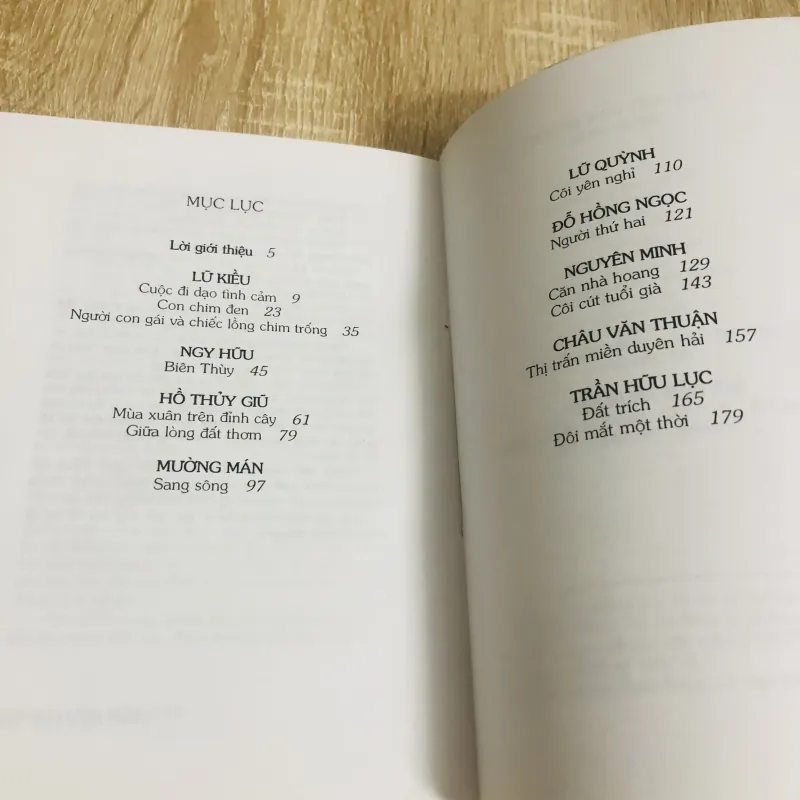 MỤC LỤC
Lời giới thiệu 5
LỮ KIỀU
Cuộc đi dạo tình cảm 9
Con chim đen 23
Người con gái và chiếc lồng chim trống 35
NGY HỮU
Biên Thùy 45
HỒ THỦY GIŨ
Mùa xuân trên đỉnh cây 61
Giữa lòng đất thơm 79
MƯỜNG MÁN
Sang sông 97
LỮ QUỲNH
Cõi yên nghỉ 110
ĐỖ HỒNG NGỌC
Người thứ hai 121
NGUYÊN MINH
Căn nhà hoang 129
Côi cút tuổi già 143
CHÂU VĂN THUẬN
Thị trấn miền duyên hải 157
TRẦN HỮU LỤC
Đất trích 165
Đôi mắt một thời 179